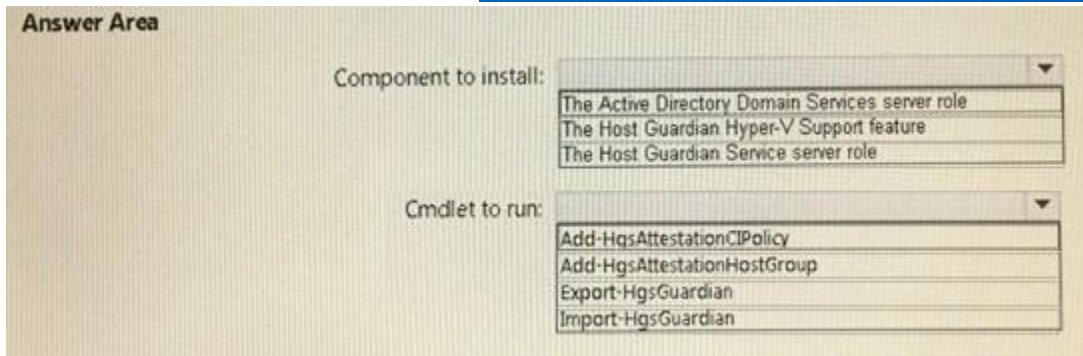 Answer Area
Component to install:
The Active Directory Domain Services server role
The Host Guardian Hyper-V Support feature
The Host Guardian Service server role
Cmdlet to run:
Add-HgsAttestationCIPolicy
Add-HgsAttestationHostGroup
Export-HgsGuardian
Import-HgsGuardian